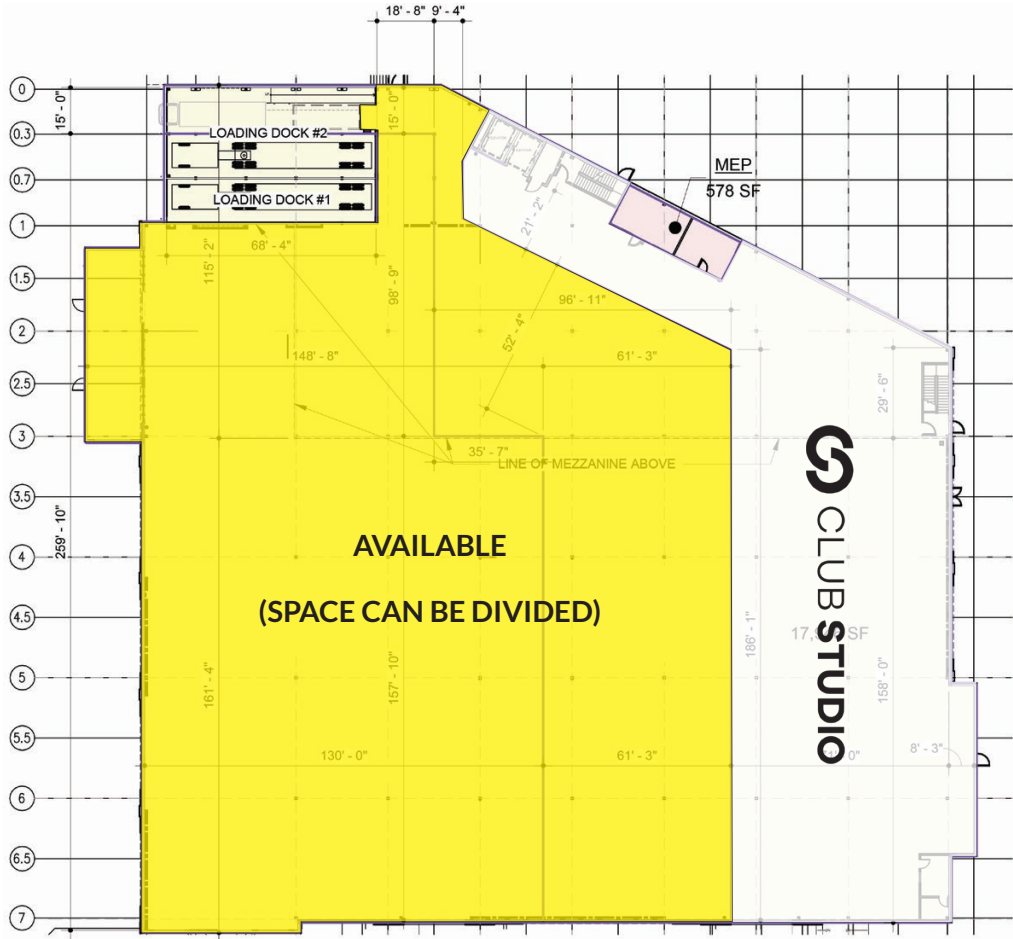 18' - 8" 9' - 4"
0
15' - 0"
15' - 0"
0.3
LOADING DOCK #2
0.7
MEP
578 SF
LOADING DOCK #1
1
21' - 2"
68' - 4"
115' - 2"
98' - 9"
1.5
96' - 11"
2
52' - 4"
148' - 8"
61' - 3"
2.5
29' - 6"
3
35' - 7"
LINE OF MEZZANINE ABOVE
3.5
259' - 10"
4
AVAILABLE
(SPACE CAN BE DIVIDED)
CLUBSTUDIO
4.5
186' - 1"
SF
5
161' - 4"
157' - 10"
158' - 0"
5.5
130' - 0"
61' - 3"
8' - 3"
6
6.5
7